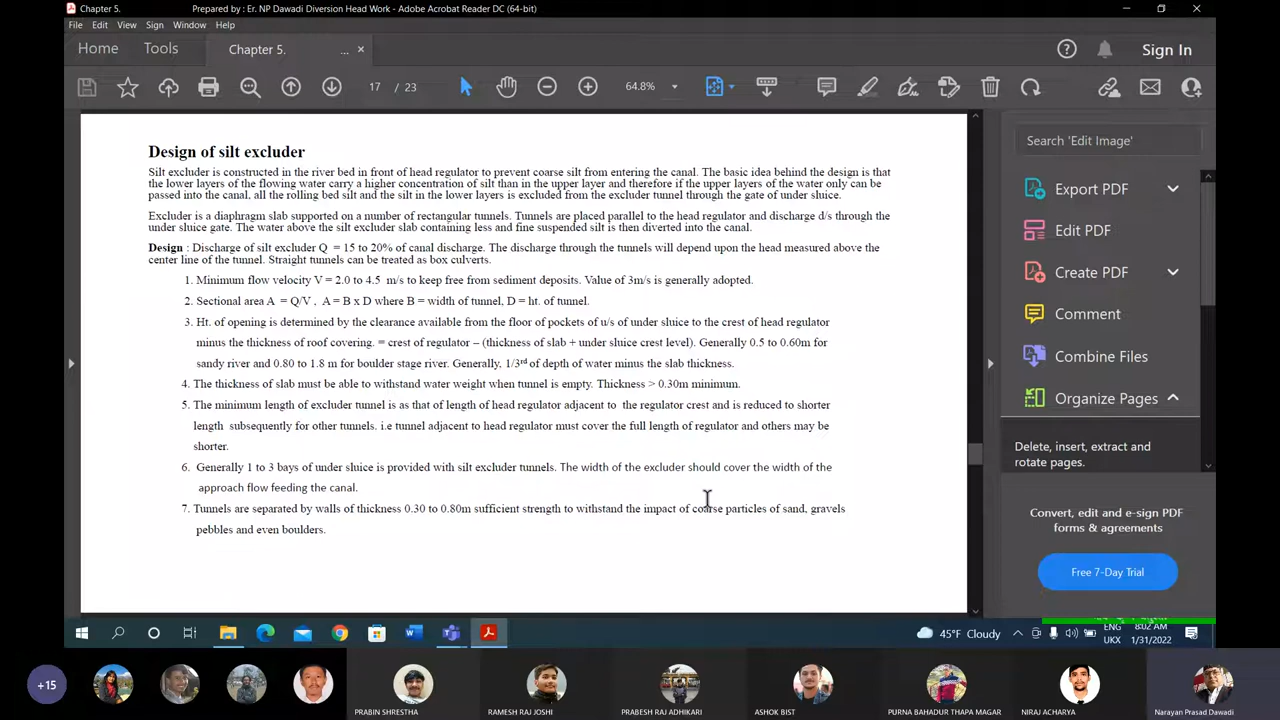 Chapter 5. Prepared by : Er. NP Dawadi Diversion Head Work - Adobe Acrobat Reader DC (64-bit)
File Edit View Sign Window Help
Home Tools Chapter 5. ... × Sign In
17 / 23 64.8%
Design of silt excluder
Silt excluder is constructed in the river bed in front of head regulator to prevent coarse silt from entering the canal. The basic idea behind the design is that
the lower layers of the flowing water carry a higher concentration of silt than in the upper layer and therefore if the upper layers of the water only can be
passed into the canal, all the rolling bed silt and the silt in the lower layers is excluded from the excluder tunnel through the gate of under sluice.
Excluder is a diaphragm slab supported on a number of rectangular tunnels. Tunnels are placed parallel to the head regulator and discharge d/s through the
under sluice gate. The water above the silt excluder slab containing less and fine suspended silt is then diverted into the canal.
Design : Discharge of silt excluder Q = 15 to 20% of canal discharge. The discharge through the tunnels will depend upon the head measured above the
center line of the tunnel. Straight tunnels can be treated as box culverts.
1. Minimum flow velocity V = 2.0 to 4.5 m/s to keep free from sediment deposits. Value of 3m/s is generally adopted.
2. Sectional area A = Q/V . A = B x D where B = width of tunnel, D = ht. of tunnel.
3. Ht. of opening is determined by the clearance available from the floor of pockets of u/s of under sluice to the crest of head regulator
minus the thickness of roof covering. = crest of regulator – (thickness of slab + under sluice crest level). Generally 0.5 to 0.60m for
sandy river and 0.80 to 1.8 m for boulder stage river. Generally, 1/3rd of depth of water minus the slab thickness.
4. The thickness of slab must be able to withstand water weight when tunnel is empty. Thickness > 0.30m minimum.
5. The minimum length of excluder tunnel is as that of length of head regulator adjacent to the regulator crest and is reduced to shorter
length subsequently for other tunnels. i.e tunnel adjacent to head regulator must cover the full length of regulator and others may be
shorter.
6. Generally 1 to 3 bays of under sluice is provided with silt excluder tunnels. The width of the excluder should cover the width of the
approach flow feeding the canal.
7. Tunnels are separated by walls of thickness 0.30 to 0.80m sufficient strength to withstand the impact of coarse particles of sand, gravels
pebbles and even boulders.
Search 'Edit Image'
Export PDF
Edit PDF
Create PDF
Comment
Combine Files
Organize Pages
Delete, insert, extract and
rotate pages.
Convert, edit and e-sign PDF
forms & agreements
Free 7-Day Trial
45°F Cloudy
ENG
UKX
8:02 AM
1/31/2022
+15
PRABIN SHRESTHA
RAMESH RAJ JOSHI
PRABESH RAJ ADHIKARI
ASHOK BIST
PURNA BAHADUR THAPA MAGAR
NIRAJ ACHARYA
Narayan Prasad Dawadi